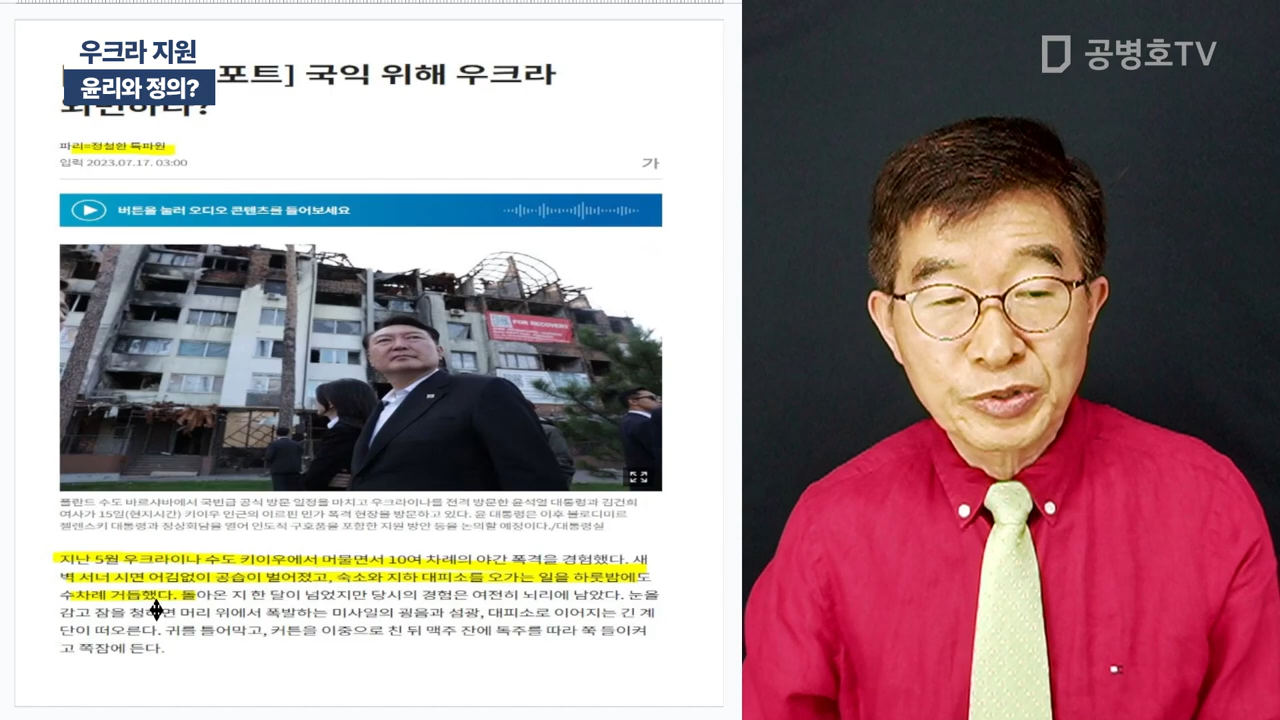 우크라 지원
윤리와 정의?
포트] 국익 위해 우크라
외면하라?
파리=정철환 특파원
입력 2023.07.17. 03:00
가
버튼을 눌러 오디오 콘텐츠를 들어보세요
FOR RECOVERY
폴란드 수도 바르샤바에서 국빈급 공식 방문 일정을 마치고 우크라이나를 전격 방문한 윤석열 대통령과 김건희
여사가 15일(현지시간) 키이우 인근의 이르핀 민가 폭격 현장을 방문하고 있다. 윤 대통령은 이후 볼로디미르
젤렌스키 대통령과 정상회담을 열어 인도적 구호품을 포함한 지원 방안 등을 논의할 예정이다./대통령실
지난 5월 우크라이나 수도 키이우에서 머물면서 10여 차례의 야간 폭격을 경험했다. 새
벽 서너 시면 어김없이 공습이 벌어졌고, 숙소와 지하 대피소를 오가는 일을 하룻밤에도
수차례 거듭했다. 돌아온 지 한 달이 넘었지만 당시의 경험은 여전히 뇌리에 남았다. 눈을
감고 잠을 청하면 머리 위에서 폭발하는 미사일의 굉음과 섬광, 대피소로 이어지는 긴 계
단이 떠오른다. 귀를 틀어막고, 커튼을 이중으로 친 뒤 맥주 잔에 독주를 따라 쭉 들이켜
고 쪽잠에 든다.
공병호TV